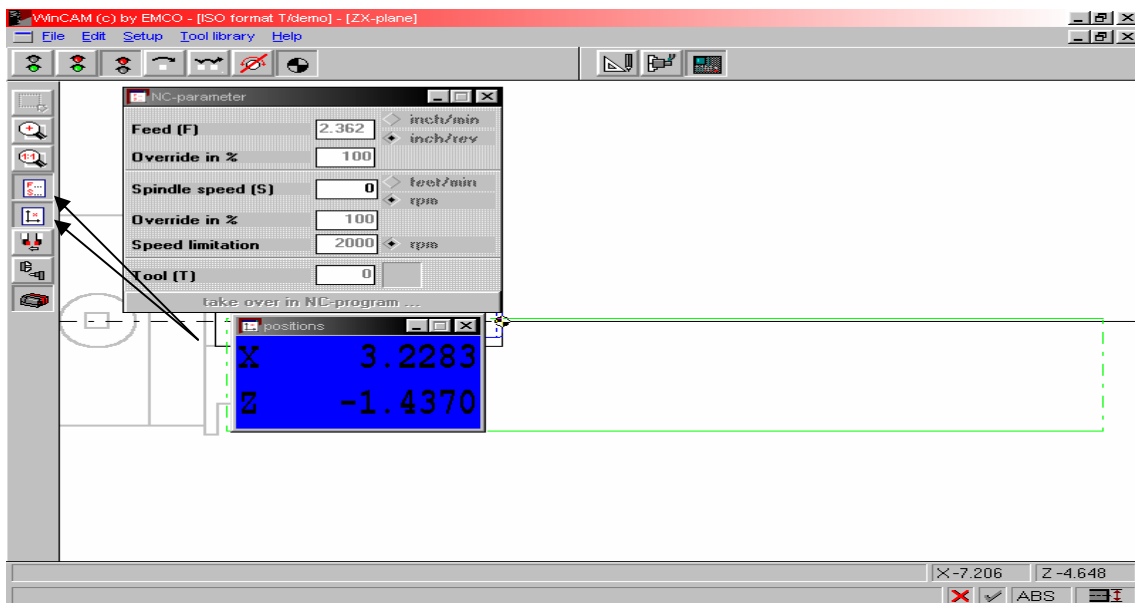 WinCAM (c) by EMCO - [ISO format T/demo] - [ZX-plane]
File Edit Setup Tool library Help
NC-parameter
Feed (F) 2.362 inch/min
inch/rev
Override in % 100
Spindle speed (S) 0 feet/min
rpm
Override in % 100
Speed limitation 2000 rpm
Tool (T) 0
take over in NC-program ...
1:1
F...
S...
positions
X 3.2283
Z -1.4370
X -7.206 Z -4.648
ABS